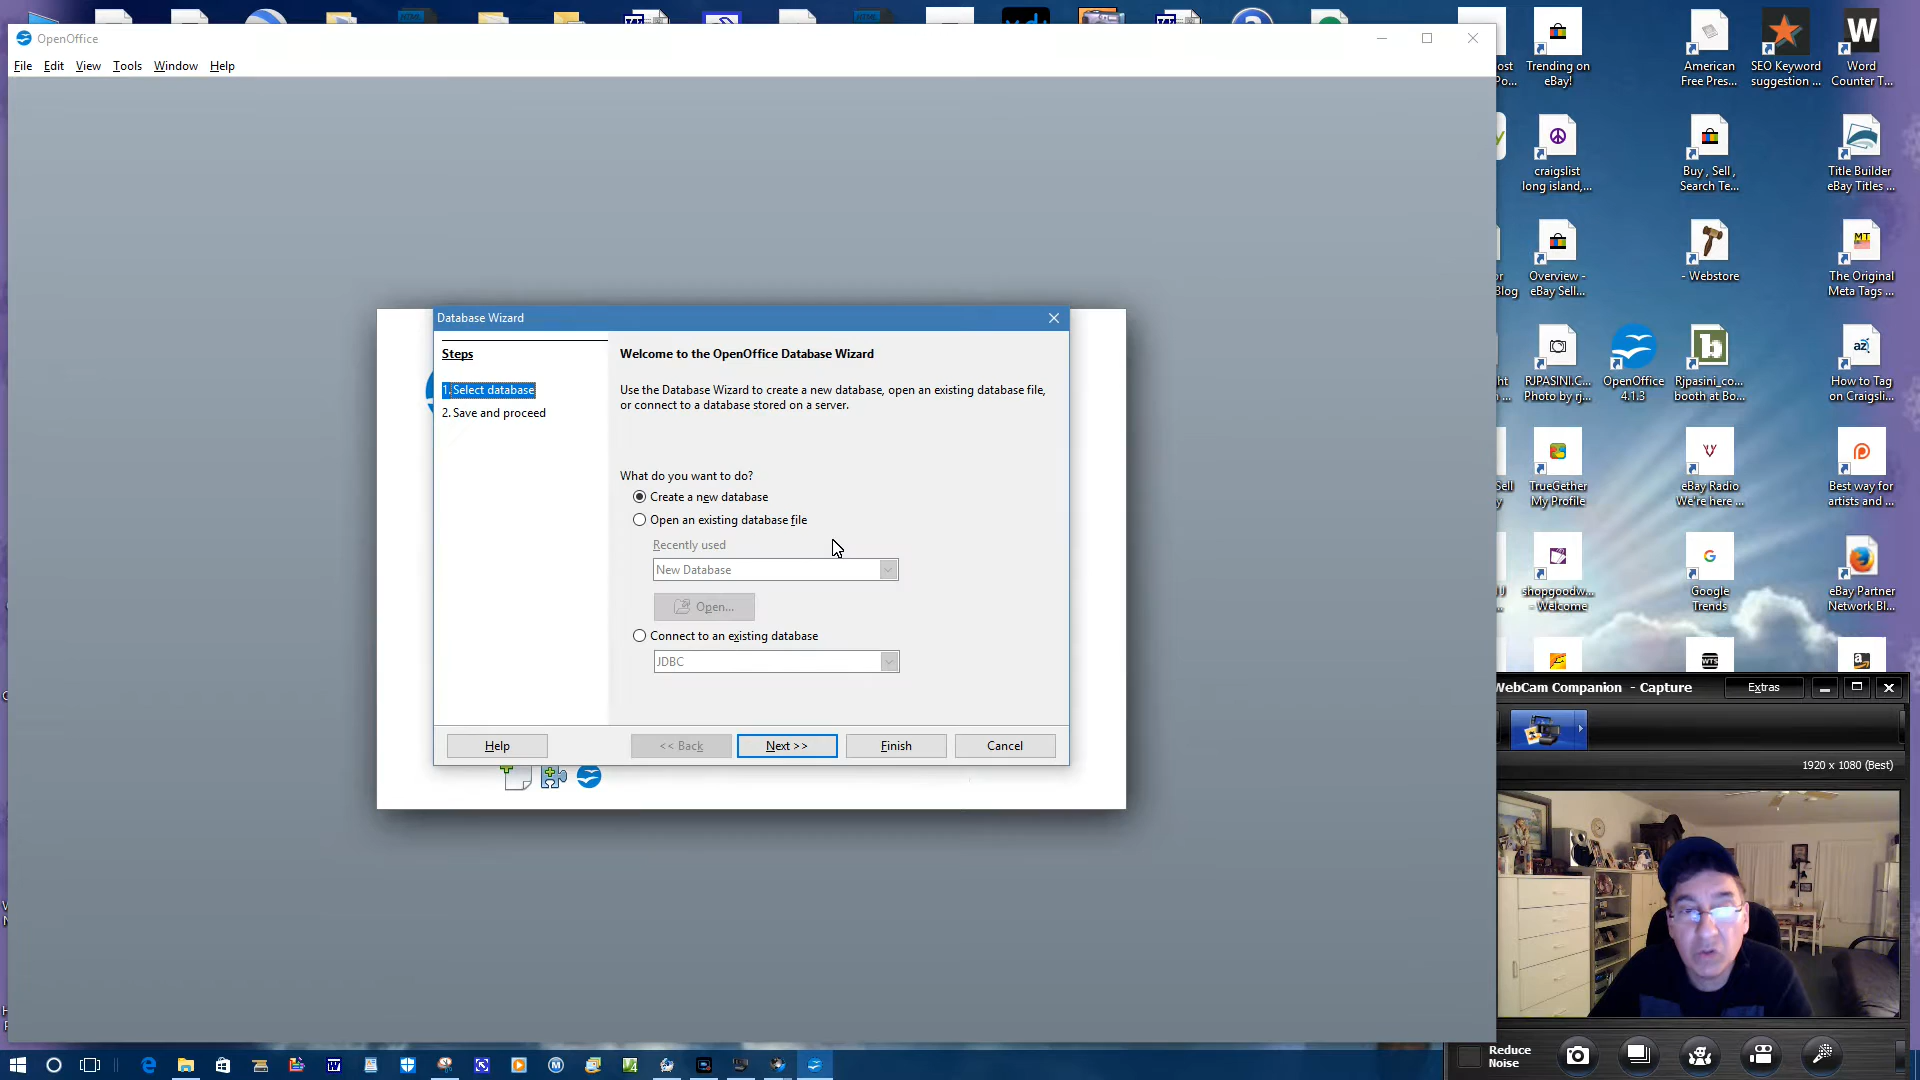 OpenOffice
File Edit View Tools Window Help
Database Wizard
Steps
1. Select database
2. Save and proceed
Welcome to the OpenOffice Database Wizard
Use the Database Wizard to create a new database, open an existing database file,
or connect to a database stored on a server.
What do you want to do?
Create a new database
Open an existing database file
Recently used
New Database
Open...
Connect to an existing database
JDBC
Help
<< Back
Next >>
Finish
Cancel
Trending on
eBay!
American
Free Pres...
SEO Keyword
suggestion ...
W
Word
Counter T...
craigslist
long island,...
Buy , Sell ,
Search Te...
Title Builder
eBay Titles ...
Overview -
eBay Sell...
- Webstore
MT
The Original
Meta Tags ...
Blog
RJPASINI.C...
Photo by rj...
OpenOffice
4.1.3
b
Rjpasini_co...
booth at Bo...
az
How to Tag
on Craigsli...
TrueGether
My Profile
eBay Radio
We're here ...
Best way for
artists and ...
shopgoodw...
- Welcome
G
Google
Trends
eBay Partner
Network Bl...
WTS
a
WebCam Companion - Capture
Extras
1920 x 1080 (Best)
Reduce
Noise